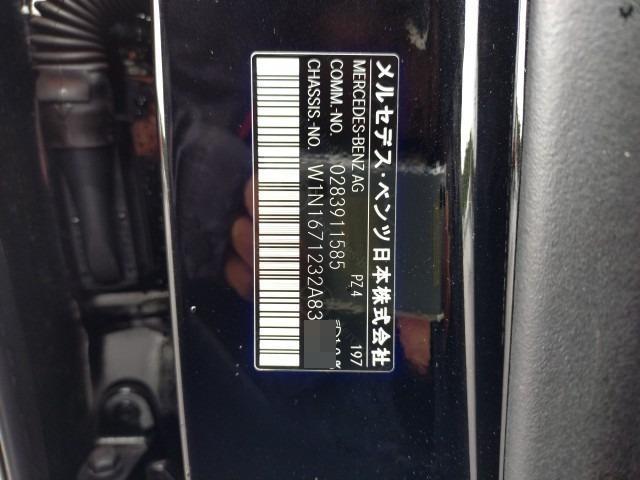 メルセデス・ベンツ日本株式会社
MERCEDES-BENZ AG PZ4 197
COMM.-NO. 02839111585
CHASSIS.-NO. W1N1671232A83